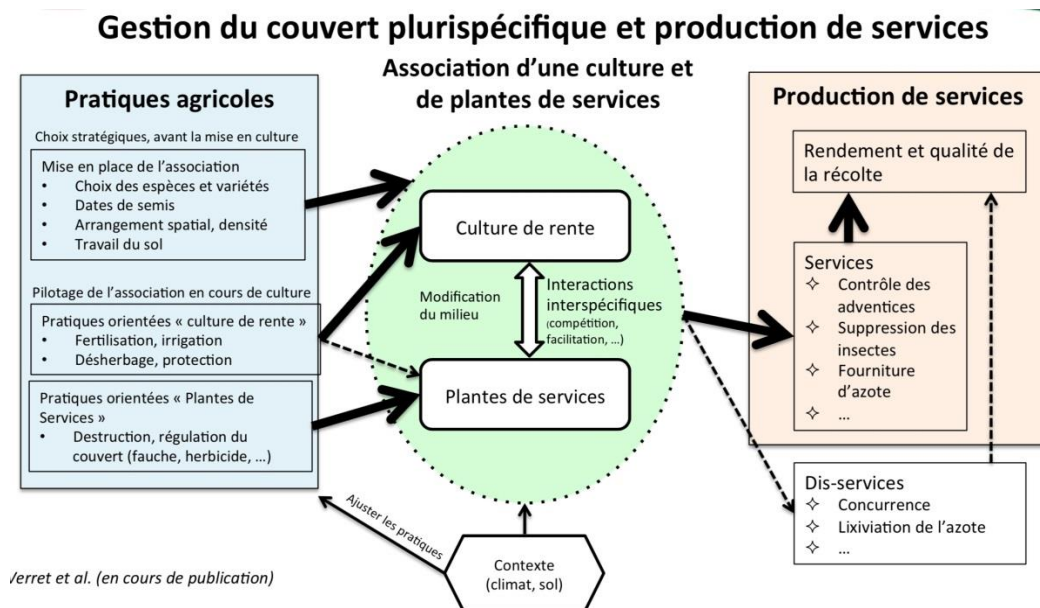 Gestion du couvert plurispécifique et production de services
Pratiques agricoles
Choix stratégiques, avant la mise en culture
Mise en place de l'association
• Choix des espèces et variétés
• Dates de semis
• Arrangement spatial, densité
• Travail du sol
Pilotage de l'association en cours de culture
Pratiques orientées « culture de rente »
• Fertilisation, irrigation
• Désherbage, protection
Pratiques orientées « Plantes de
Services »
• Destruction, régulation du
couvert (fauche, herbicide, ...)
Association d'une culture et
de plantes de services
Culture de rente
Modification
du milieu
Interactions
interspécifiques
(compétition,
facilitation, ...)
Plantes de services
Ajuster les pratiques
Contexte
(climat, sol)
Production de services
Rendement et qualité de
la récolte
Services
✧ Contrôle des
adventices
✧ Suppression des
insectes
✧ Fourniture
d'azote
✧ ...
Dis-services
✧ Concurrence
✧ Lixiviation de l'azote
✧ ...
Verret et al. (en cours de publication)